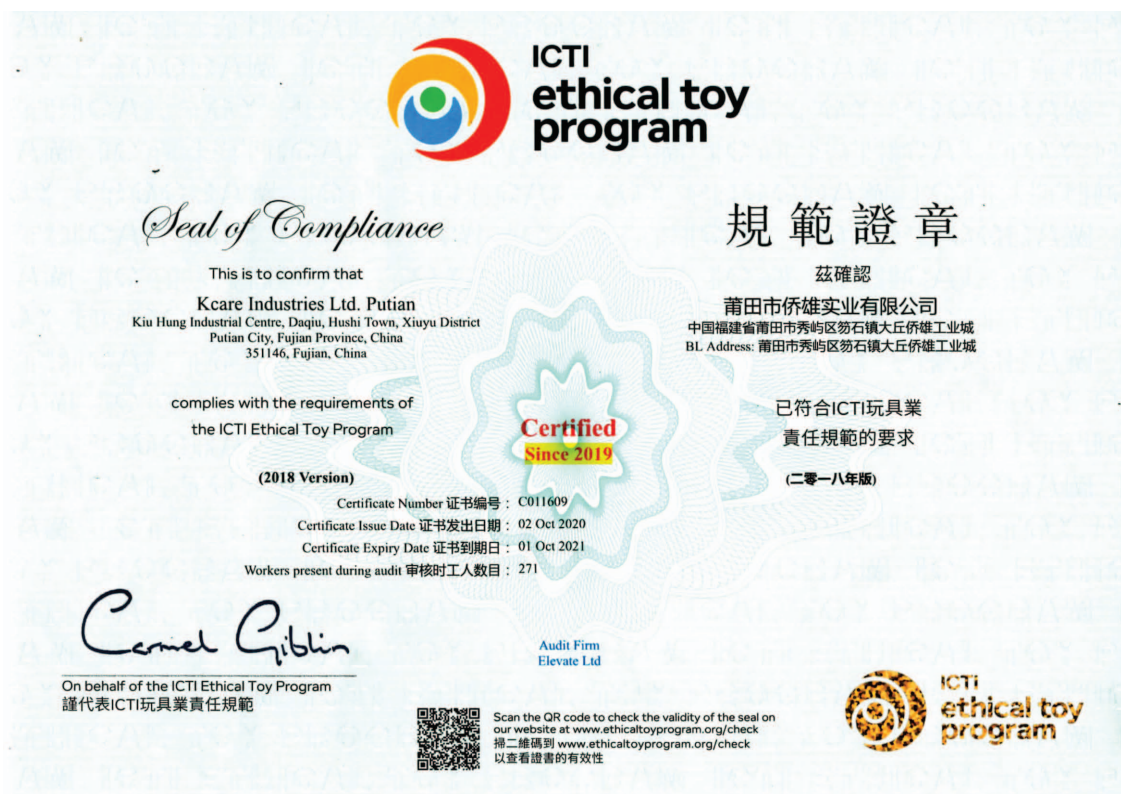 ICTI
ethical toy
program
Seal of Compliance
This is to confirm that
Kcare Industries Ltd. Putian
Kiu Hung Industrial Centre, Daqiu, Hushi Town, Xiuyu District
Putian City, Fujian Province, China
351146, Fujian, China
complies with the requirements of
the ICTI Ethical Toy Program
(2018 Version)
規範證章
茲確認
莆田市侨雄实业有限公司
中国福建省莆田市秀屿区笏石镇大丘侨雄工业城
BL Address: 莆田市秀屿区笏石镇大丘侨雄工业城
已符合ICTI玩具業
責任規範的要求
(二零一八年版)
Certified
Since 2019
Certificate Number 证书编号 : C011609
Certificate Issue Date 证书发出日期 : 02 Oct 2020
Certificate Expiry Date 证书到期日 : 01 Oct 2021
Workers present during audit 审核时工人数目 : 271
Carmel Giblin
On behalf of the ICTI Ethical Toy Program
謹代表ICTI玩具業責任規範
Audit Firm
Elevate Ltd
Scan the QR code to check the validity of the seal on
our website at www.ethicaltoyprogram.org/check
掃二維碼到 www.ethicaltoyprogram.org/check
以查看證書的有效性
ICTI
ethical toy
program